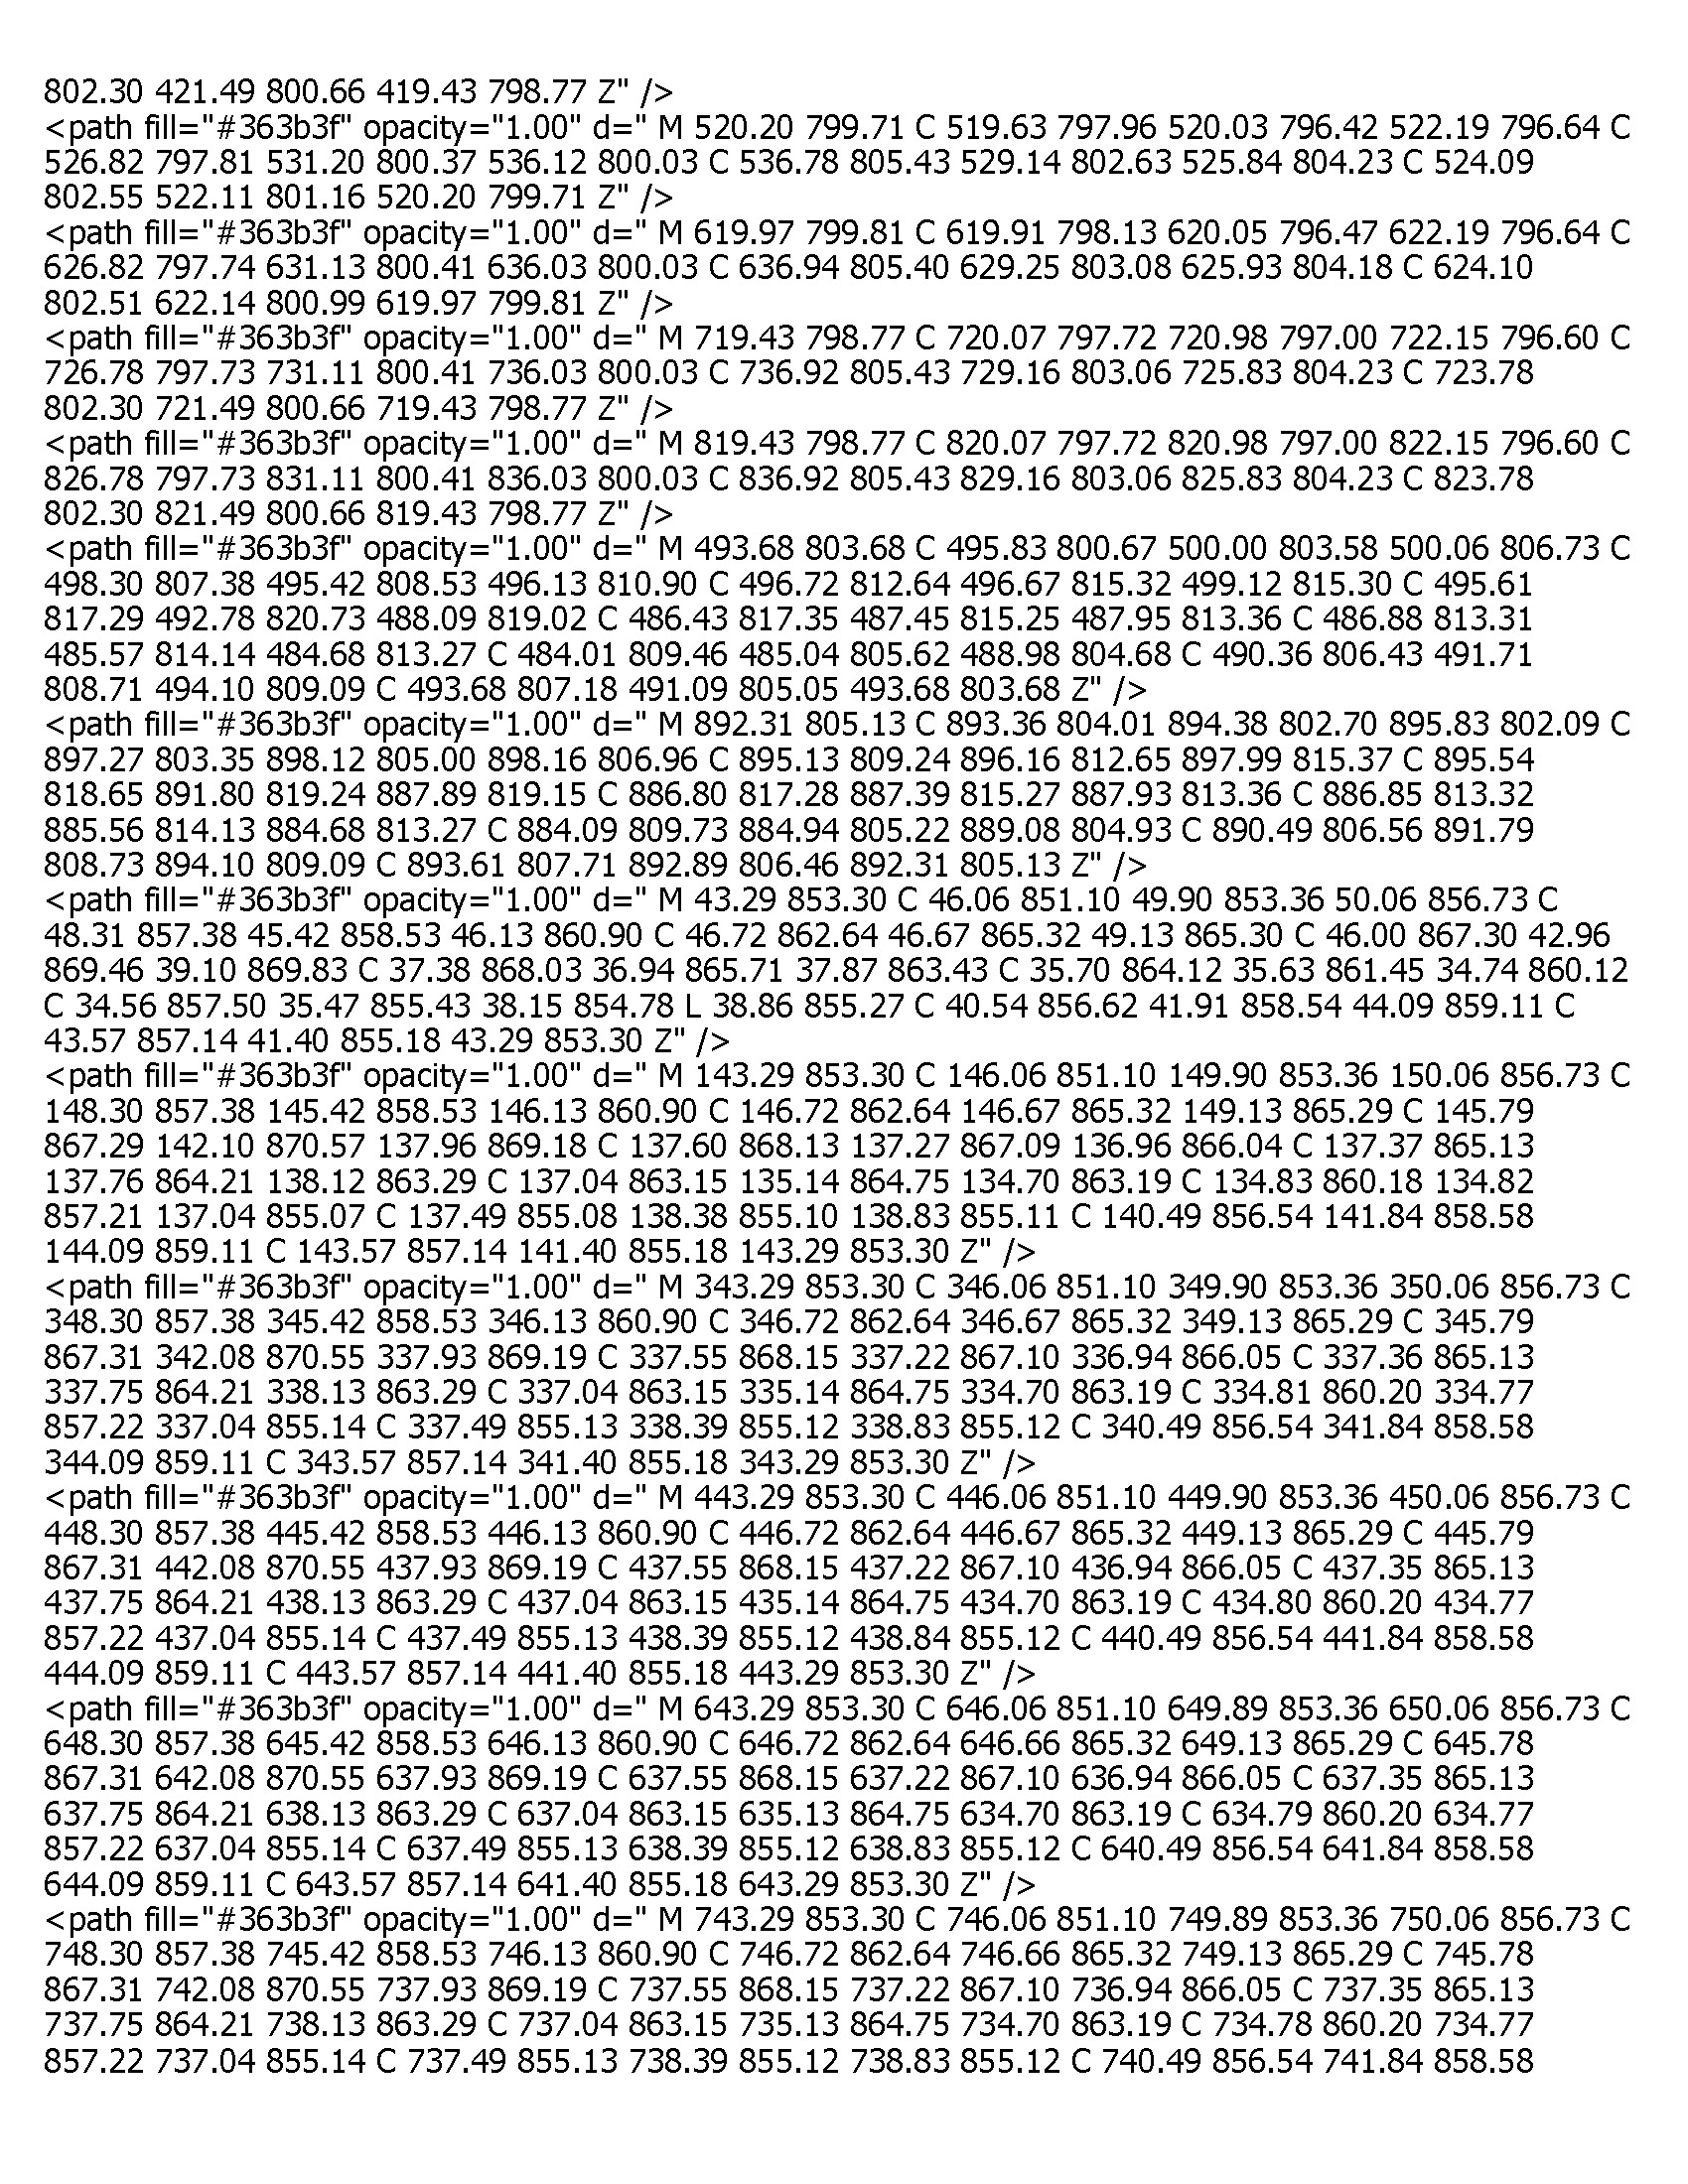 802.30 421.49 800.66 419.43 798.77 Z" />
<path fill="#363b3f" opacity="1.00" d=" M 520.20 799.71 C 519.63 797.96 520.03 796.42 522.19 796.64 C
526.82 797.81 531.20 800.37 536.12 800.03 C 536.78 805.43 529.14 802.63 525.84 804.23 C 524.09
802.55 522.11 801.16 520.20 799.71 Z" />
<path fill="#363b3f" opacity="1.00" d=" M 619.97 799.81 C 619.91 798.13 620.05 796.47 622.19 796.64 C
626.82 797.74 631.13 800.41 636.03 800.03 C 636.94 805.40 629.25 803.08 625.93 804.18 C 624.10
802.51 622.14 800.99 619.97 799.81 Z" />
<path fill="#363b3f" opacity="1.00" d=" M 719.43 798.77 C 720.07 797.72 720.98 797.00 722.15 796.60 C
726.78 797.73 731.11 800.41 736.03 800.03 C 736.92 805.43 729.16 803.06 725.83 804.23 C 723.78
802.30 721.49 800.66 719.43 798.77 Z" />
<path fill="#363b3f" opacity="1.00" d=" M 819.43 798.77 C 820.07 797.72 820.98 797.00 822.15 796.60 C
826.78 797.73 831.11 800.41 836.03 800.03 C 836.92 805.43 829.16 803.06 825.83 804.23 C 823.78
802.30 821.49 800.66 819.43 798.77 Z" />
<path fill="#363b3f" opacity="1.00" d=" M 493.68 803.68 C 495.83 800.67 500.00 803.58 500.06 806.73 C
498.30 807.38 495.42 808.53 496.13 810.90 C 496.72 812.64 496.67 815.32 499.12 815.30 C 495.61
817.29 492.78 820.73 488.09 819.02 C 486.43 817.35 487.45 815.25 487.95 813.36 C 486.88 813.31
485.57 814.14 484.68 813.27 C 484.01 809.46 485.04 805.62 488.98 804.68 C 490.36 806.43 491.71
808.71 494.10 809.09 C 493.68 807.18 491.09 805.05 493.68 803.68 Z" />
<path fill="#363b3f" opacity="1.00" d=" M 892.31 805.13 C 893.36 804.01 894.38 802.70 895.83 802.09 C
897.27 803.35 898.12 805.00 898.16 806.96 C 895.13 809.24 896.16 812.65 897.99 815.37 C 895.54
818.65 891.80 819.24 887.89 819.15 C 886.80 817.28 887.39 815.27 887.93 813.36 C 886.85 813.32
885.56 814.13 884.68 813.27 C 884.09 809.73 884.94 805.22 889.08 804.93 C 890.49 806.56 891.79
808.73 894.10 809.09 C 893.61 807.71 892.89 806.46 892.31 805.13 Z" />
<path fill="#363b3f" opacity="1.00" d=" M 43.29 853.30 C 46.06 851.10 49.90 853.36 50.06 856.73 C
48.31 857.38 45.42 858.53 46.13 860.90 C 46.72 862.64 46.67 865.32 49.13 865.30 C 46.00 867.30 42.96
869.46 39.10 869.83 C 37.38 868.03 36.94 865.71 37.87 863.43 C 35.70 864.12 35.63 861.45 34.74 860.12
C 34.56 857.50 35.47 855.43 38.15 854.78 L 38.86 855.27 C 40.54 856.62 41.91 858.54 44.09 859.11 C
43.57 857.14 41.40 855.18 43.29 853.30 Z" />
<path fill="#363b3f" opacity="1.00" d=" M 143.29 853.30 C 146.06 851.10 149.90 853.36 150.06 856.73 C
148.30 857.38 145.42 858.53 146.13 860.90 C 146.72 862.64 146.67 865.32 149.13 865.29 C 145.79
867.29 142.10 870.57 137.96 869.18 C 137.60 868.13 137.27 867.09 136.96 866.04 C 137.37 865.13
137.76 864.21 138.12 863.29 C 137.04 863.15 135.14 864.75 134.70 863.19 C 134.83 860.18 134.82
857.21 137.04 855.07 C 137.49 855.08 138.38 855.10 138.83 855.11 C 140.49 856.54 141.84 858.58
144.09 859.11 C 143.57 857.14 141.40 855.18 143.29 853.30 Z" />
<path fill="#363b3f" opacity="1.00" d=" M 343.29 853.30 C 346.06 851.10 349.90 853.36 350.06 856.73 C
348.30 857.38 345.42 858.53 346.13 860.90 C 346.72 862.64 346.67 865.32 349.13 865.29 C 345.79
867.31 342.08 870.55 337.93 869.19 C 337.55 868.15 337.22 867.10 336.94 866.05 C 337.36 865.13
337.75 864.21 338.13 863.29 C 337.04 863.15 335.14 864.75 334.70 863.19 C 334.81 860.20 334.77
857.22 337.04 855.14 C 337.49 855.13 338.39 855.12 338.83 855.12 C 340.49 856.54 341.84 858.58
344.09 859.11 C 343.57 857.14 341.40 855.18 343.29 853.30 Z" />
<path fill="#363b3f" opacity="1.00" d=" M 443.29 853.30 C 446.06 851.10 449.90 853.36 450.06 856.73 C
448.30 857.38 445.42 858.53 446.13 860.90 C 446.72 862.64 446.67 865.32 449.13 865.29 C 445.79
867.31 442.08 870.55 437.93 869.19 C 437.55 868.15 437.22 867.10 436.94 866.05 C 437.35 865.13
437.75 864.21 438.13 863.29 C 437.04 863.15 435.14 864.75 434.70 863.19 C 434.80 860.20 434.77
857.22 437.04 855.14 C 437.49 855.13 438.39 855.12 438.84 855.12 C 440.49 856.54 441.84 858.58
444.09 859.11 C 443.57 857.14 441.40 855.18 443.29 853.30 Z" />
<path fill="#363b3f" opacity="1.00" d=" M 643.29 853.30 C 646.06 851.10 649.89 853.36 650.06 856.73 C
648.30 857.38 645.42 858.53 646.13 860.90 C 646.72 862.64 646.66 865.32 649.13 865.29 C 645.78
867.31 642.08 870.55 637.93 869.19 C 637.55 868.15 637.22 867.10 636.94 866.05 C 637.35 865.13
637.75 864.21 638.13 863.29 C 637.04 863.15 635.13 864.75 634.70 863.19 C 634.79 860.20 634.77
857.22 637.04 855.14 C 637.49 855.13 638.39 855.12 638.83 855.12 C 640.49 856.54 641.84 858.58
644.09 859.11 C 643.57 857.14 641.40 855.18 643.29 853.30 Z" />
<path fill="#363b3f" opacity="1.00" d=" M 743.29 853.30 C 746.06 851.10 749.89 853.36 750.06 856.73 C
748.30 857.38 745.42 858.53 746.13 860.90 C 746.72 862.64 746.66 865.32 749.13 865.29 C 745.78
867.31 742.08 870.55 737.93 869.19 C 737.55 868.15 737.22 867.10 736.94 866.05 C 737.35 865.13
737.75 864.21 738.13 863.29 C 737.04 863.15 735.13 864.75 734.70 863.19 C 734.78 860.20 734.77
857.22 737.04 855.14 C 737.49 855.13 738.39 855.12 738.83 855.12 C 740.49 856.54 741.84 858.58